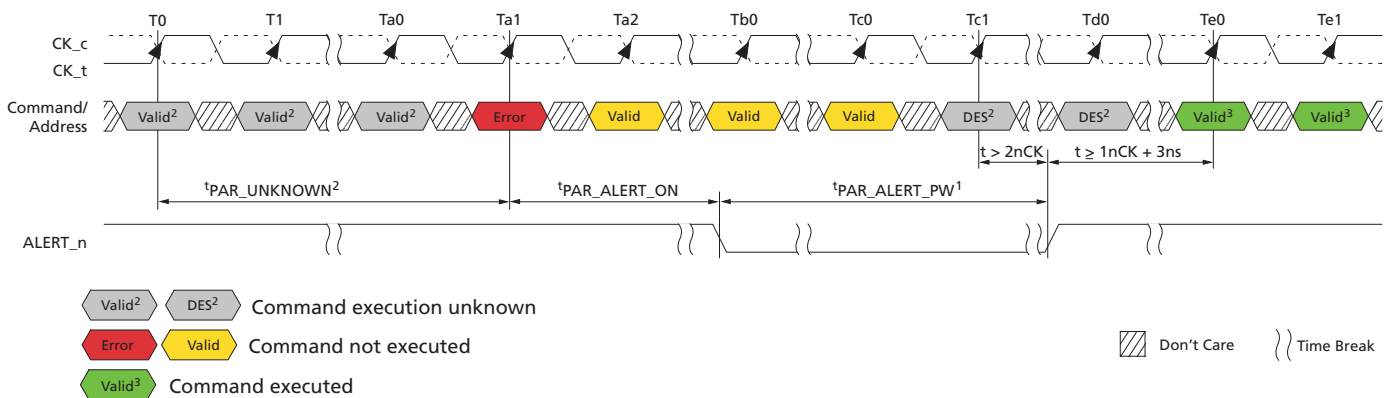 T0 T1 Ta0 Ta1 Ta2 Tb0 Tc0 Tc1 Td0 Te0 Te1
CK_c
CK_t
Command/
Address
Valid² Valid² Valid² Error Valid Valid Valid DES² DES² Valid³ Valid³
t > 2nCK t ≥ 1nCK + 3ns
ᵗPAR_UNKNOWN² ᵗPAR_ALERT_ON ᵗPAR_ALERT_PW¹
ALERT_n
Valid² DES² Command execution unknown
Error Valid Command not executed Don't Care Time Break
Valid³ Command executed